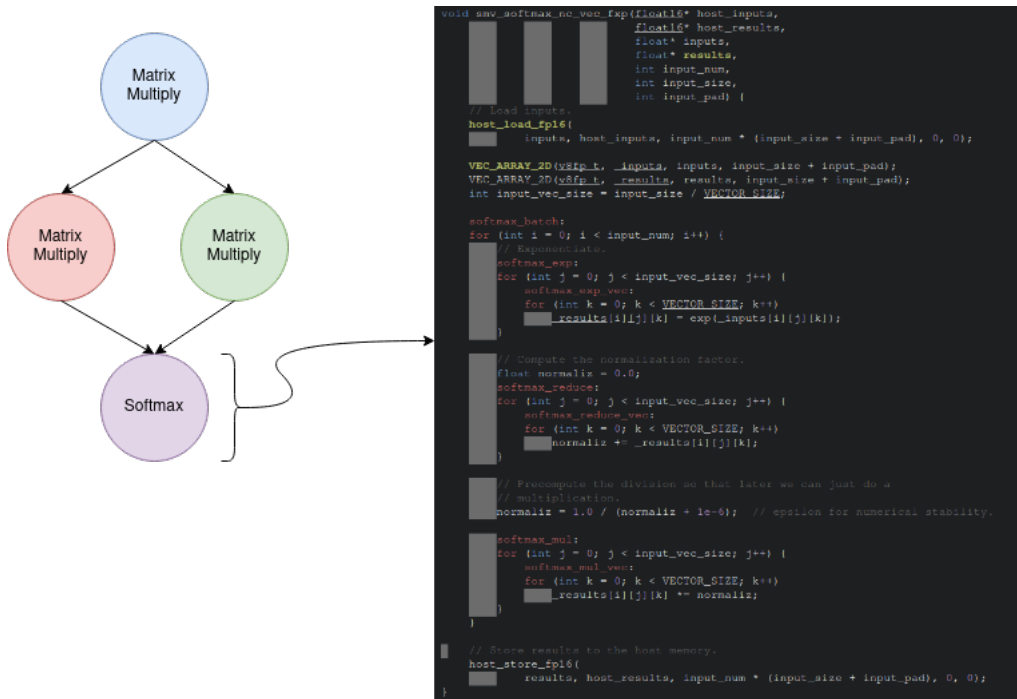 Matrix
Multiply
Matrix
Multiply
Matrix
Multiply
Softmax
void smv_softmax_nc_vec_fxp(float16* host_inputs,
float16* host_results,
float* inputs,
float* results,
int input_num,
int input_size,
int input_pad) {
// Load inputs.
host_load_fp16(
inputs, host_inputs, input_num * (input_size + input_pad), 0, 0);
VEC_ARRAY_2D(v8fp_t, _inputs, inputs, input_size + input_pad);
VEC_ARRAY_2D(v8fp_t, _results, results, input_size + input_pad);
int input_vec_size = input_size / VECTOR_SIZE;
softmax_batch:
for (int i = 0; i < input_num; i++) {
// Exponentiate.
softmax_exp:
for (int j = 0; j < input_vec_size; j++) {
softmax_exp_vec:
for (int k = 0; k < VECTOR_SIZE; k++)
_results[i][j][k] = exp(_inputs[i][j][k]);
}
// Compute the normalization factor.
float normaliz = 0.0;
softmax_reduce:
for (int j = 0; j < input_vec_size; j++) {
softmax_reduce_vec:
for (int k = 0; k < VECTOR_SIZE; k++)
normaliz += _results[i][j][k];
}
// Precompute the division so that later we can just do a
// multiplication.
normaliz = 1.0 / (normaliz + 1e-6);  // epsilon for numerical stability.
softmax_mul:
for (int j = 0; j < input_vec_size; j++) {
softmax_mul_vec:
for (int k = 0; k < VECTOR_SIZE; k++)
_results[i][j][k] *= normaliz;
}
}
// Store results to the host memory.
host_store_fp16(
results, host_results, input_num * (input_size + input_pad), 0, 0);
}